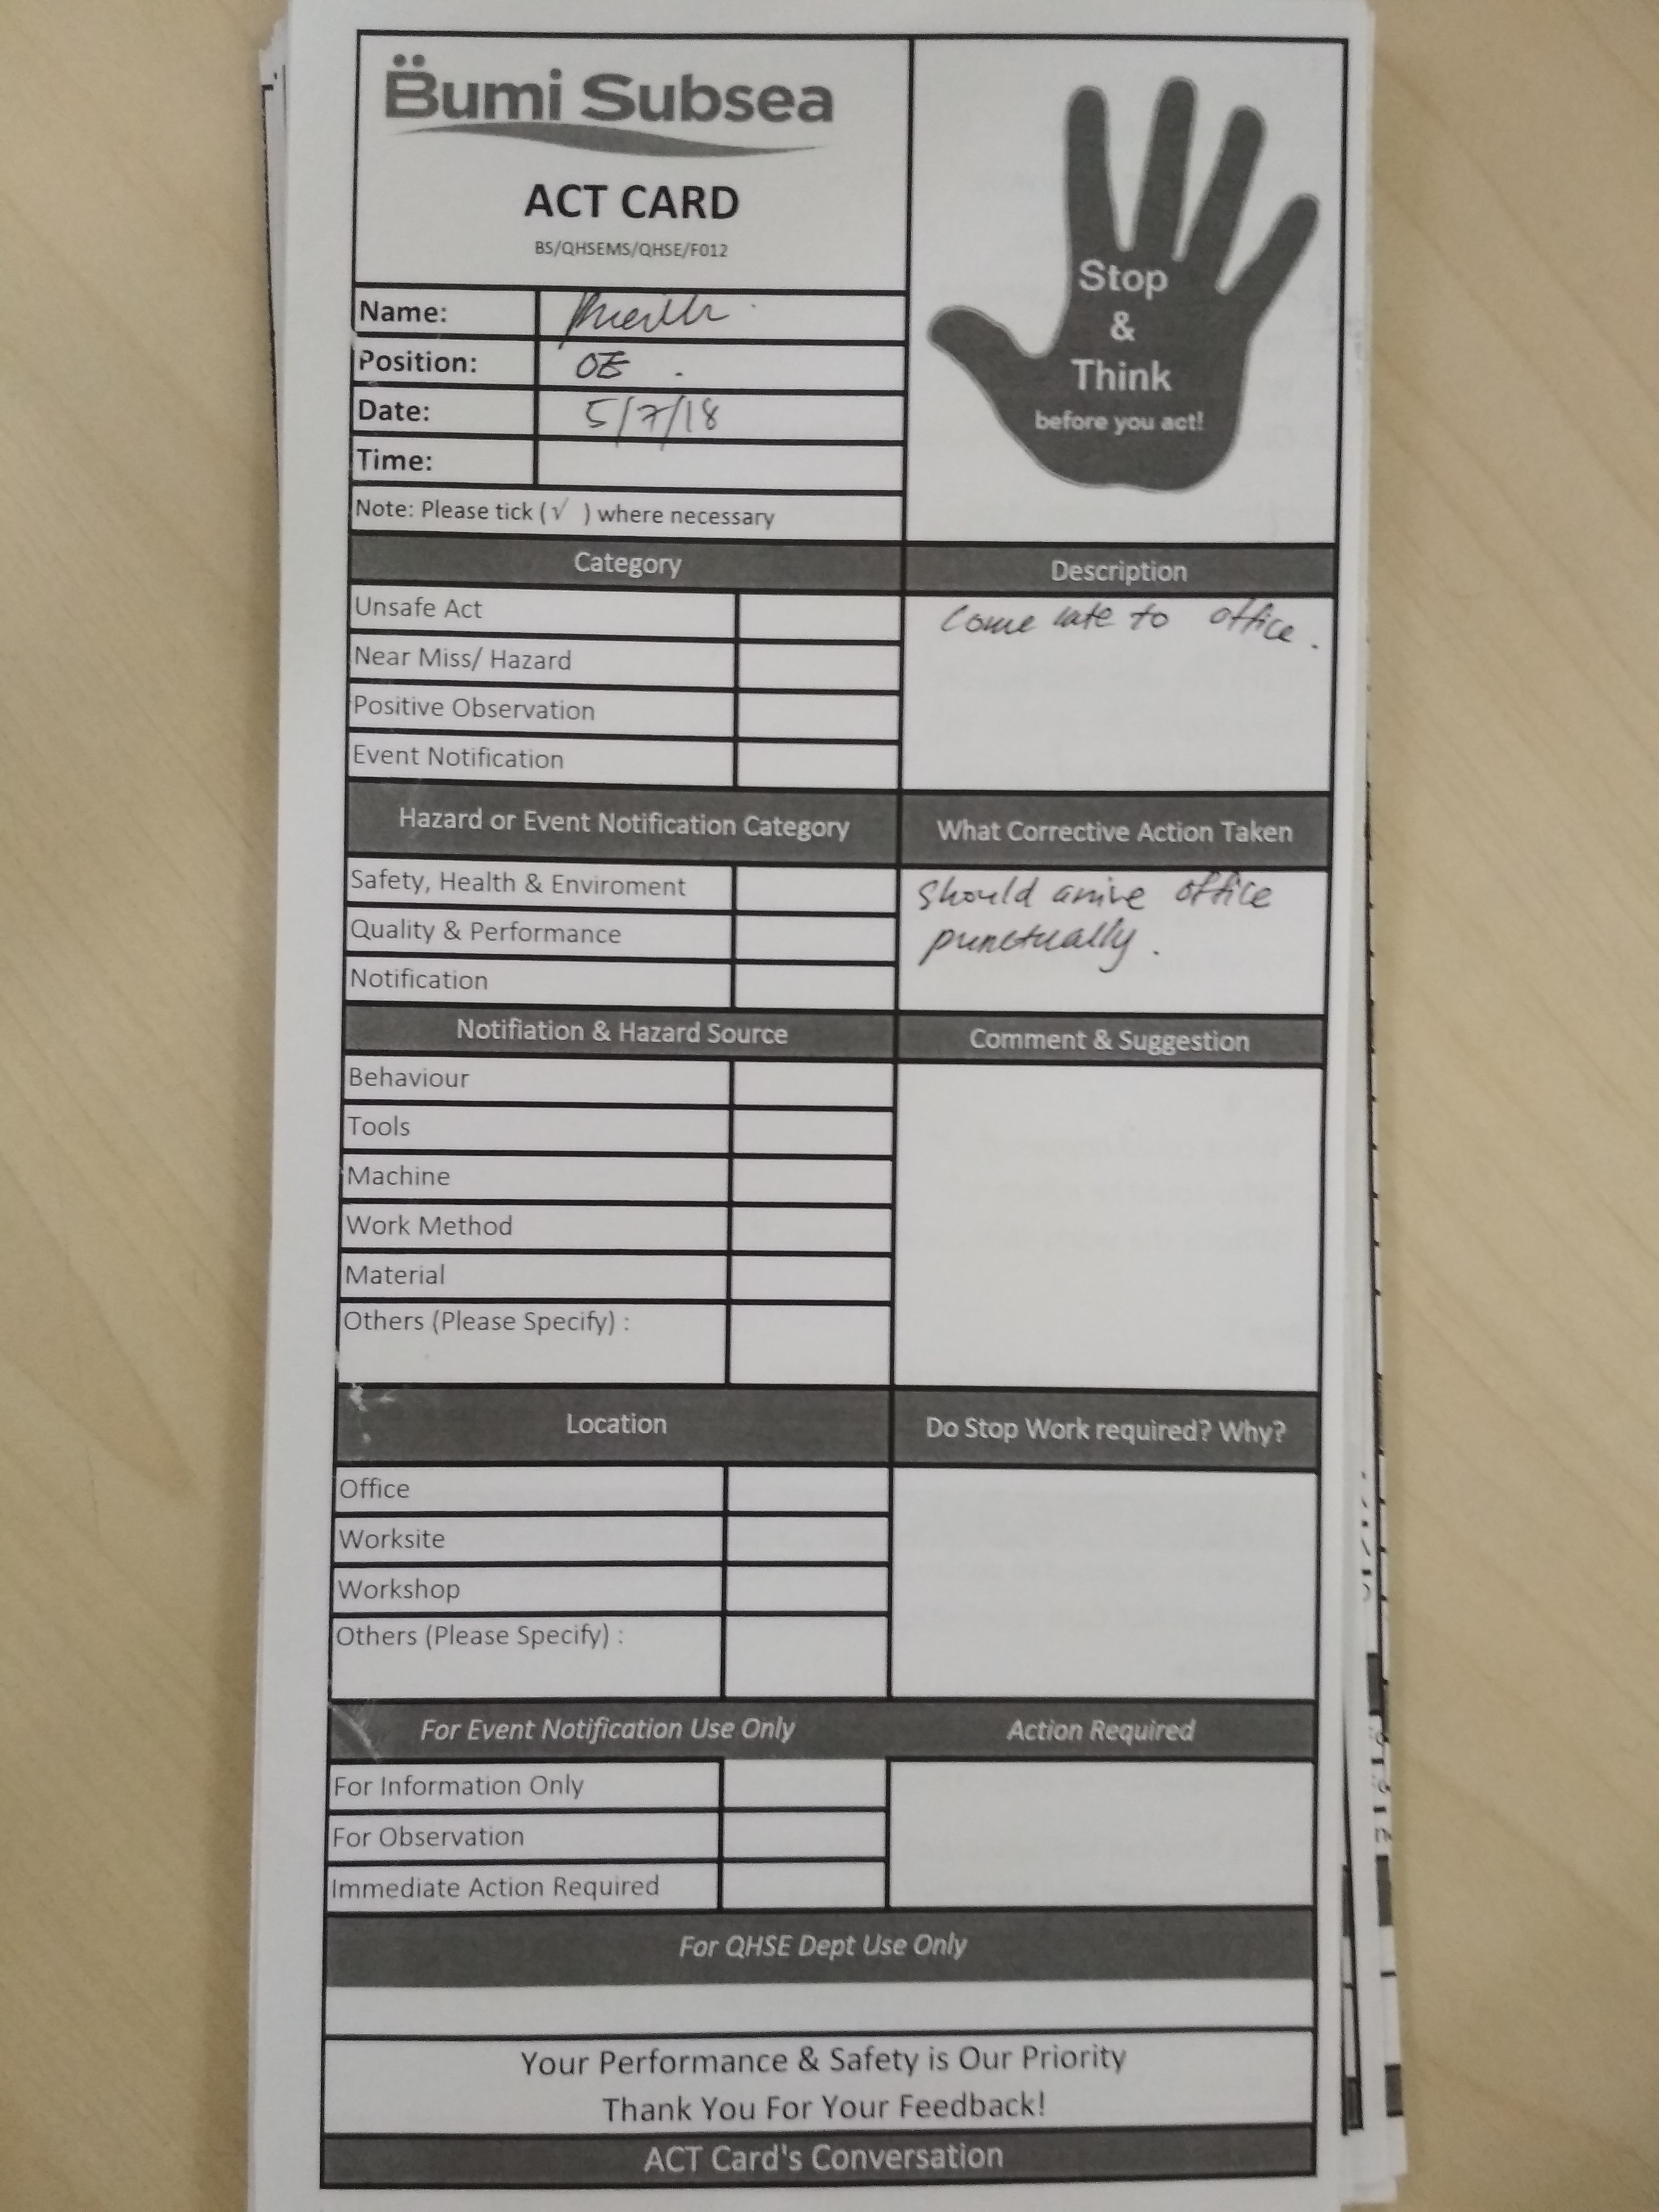 Bumi Subsea
ACT CARD
BS/QHSEMS/QHSE/F012
Stop
&
Think
before you act!
Name:
Position: OE .
Date: 5/7/18
Time:
Note: Please tick (√ ) where necessary
Category
Description
Unsafe Act
Near Miss/ Hazard
Positive Observation
Event Notification
Come late to office.
Hazard or Event Notification Category
What Corrective Action Taken
Safety, Health & Enviroment
Quality & Performance
Notification
Should arrive office
punctually.
Notifiation & Hazard Source
Comment & Suggestion
Behaviour
Tools
Machine
Work Method
Material
Others (Please Specify) :
Location
Do Stop Work required? Why?
Office
Worksite
Workshop
Others (Please Specify) :
For Event Notification Use Only
Action Required
For Information Only
For Observation
Immediate Action Required
For QHSE Dept Use Only
Your Performance & Safety is Our Priority
Thank You For Your Feedback!
ACT Card's Conversation